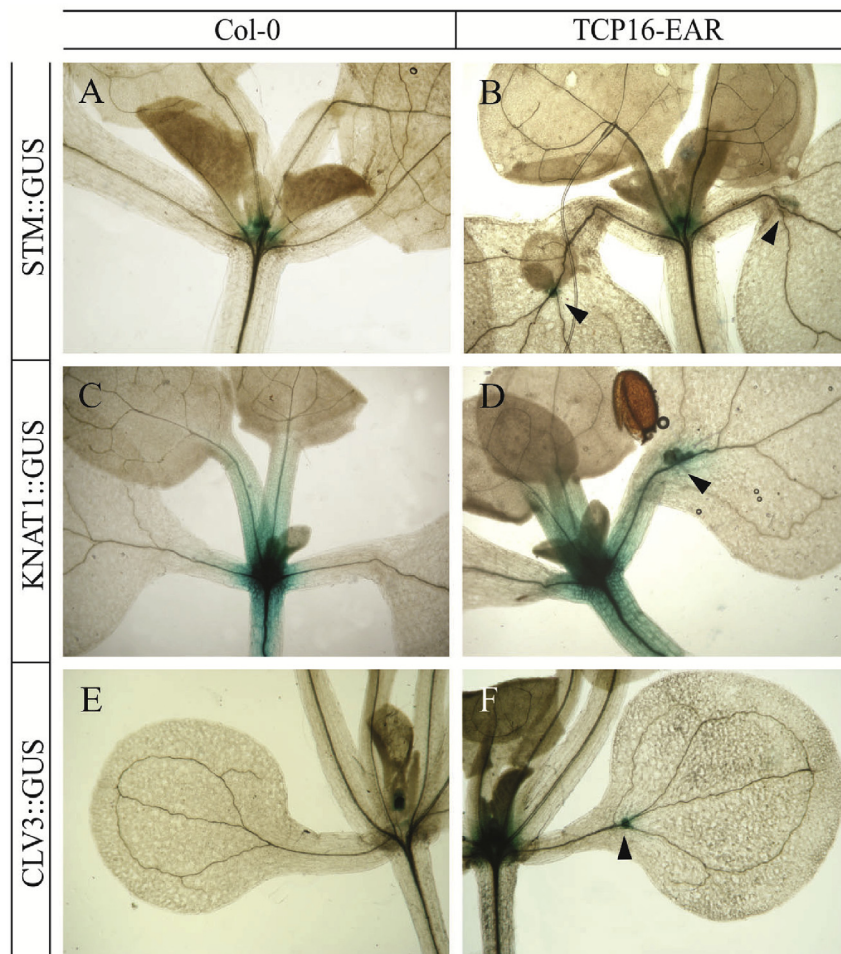 Col-0 TCP16-EAR
STM::GUS
A B
KNAT1::GUS
C D
CLV3::GUS
E F